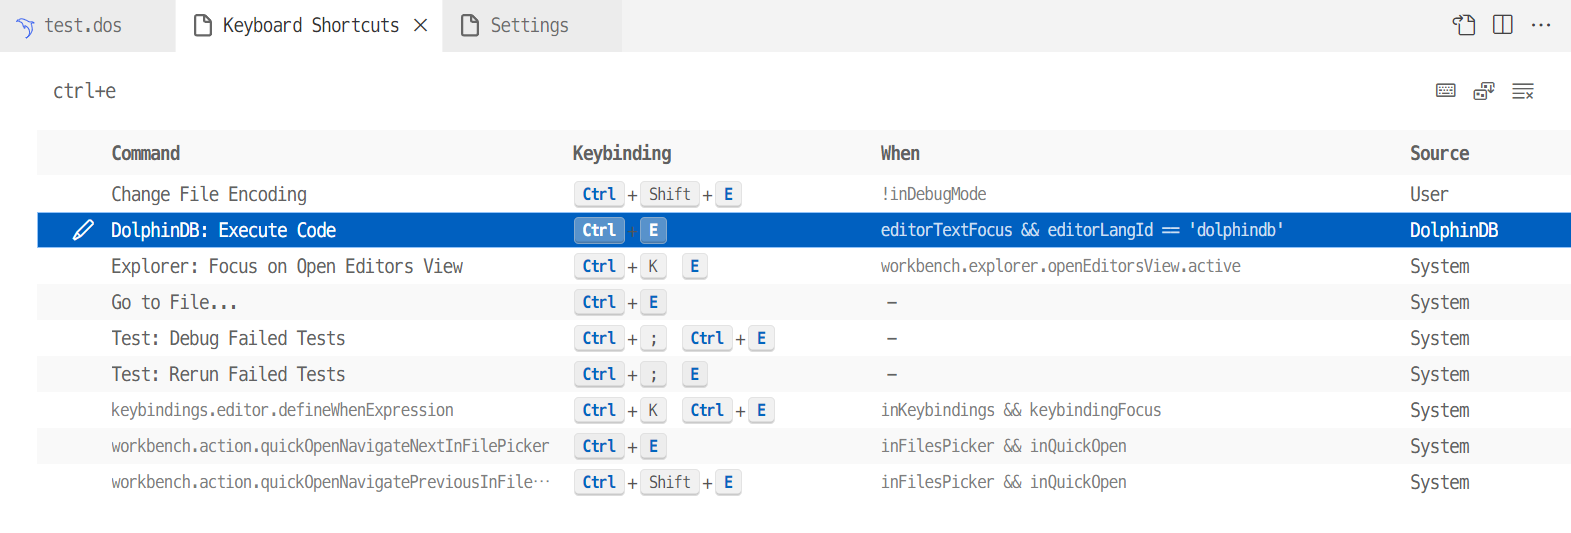 test.dos Keyboard Shortcuts Settings
ctrl+e
Command Keybinding When Source
Change File Encoding Ctrl + Shift + E !inDebugMode User
DolphinDB: Execute Code Ctrl + E editorTextFocus && editorLangId == 'dolphindb' DolphinDB
Explorer: Focus on Open Editors View Ctrl + K E workbench.explorer.openEditorsView.active System
Go to File... Ctrl + E — System
Test: Debug Failed Tests Ctrl + ; Ctrl + E — System
Test: Rerun Failed Tests Ctrl + ; E — System
keybindings.editor.defineWhenExpression Ctrl + K Ctrl + E inKeybindings && keybindingFocus System
workbench.action.quickOpenNavigateNextInFilePicker Ctrl + E inFilesPicker && inQuickOpen System
workbench.action.quickOpenNavigatePreviousInFile… Ctrl + Shift + E inFilesPicker && inQuickOpen System